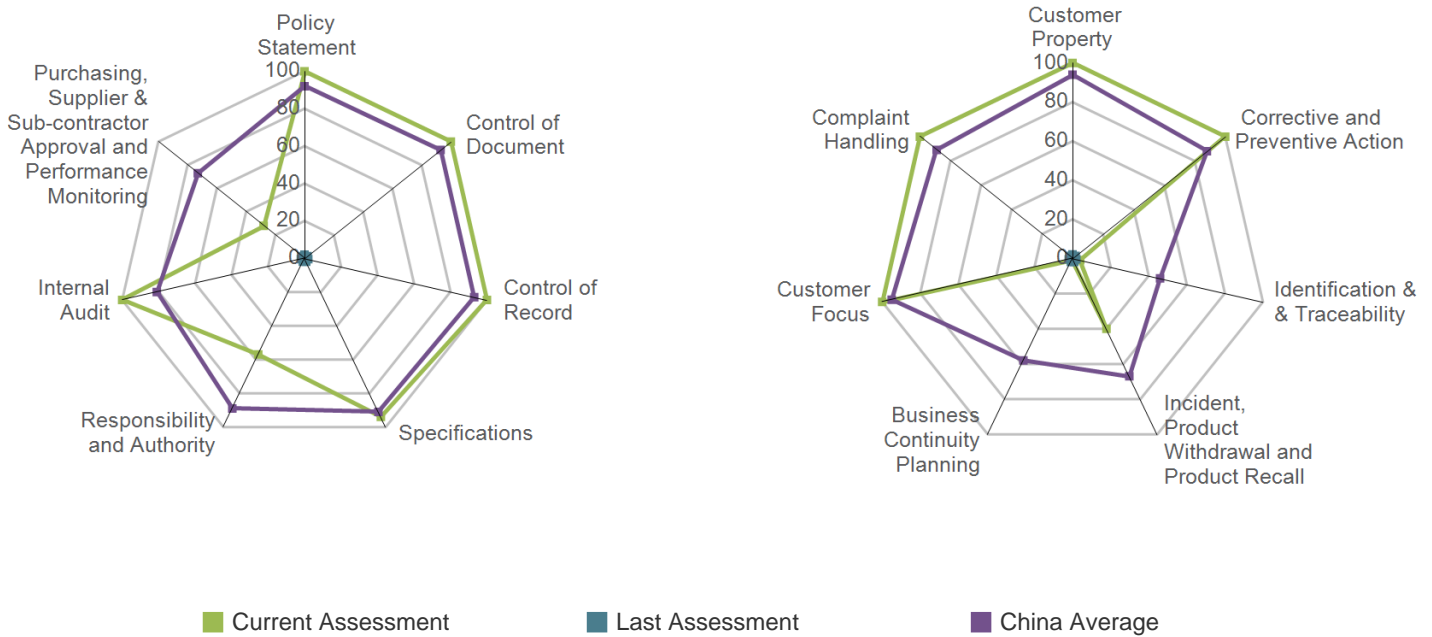 Policy
Statement
100
80
60
40
20
0
Control of
Document
Control of
Record
Specifications
Responsibility
and Authority
Internal
Audit
Purchasing,
Supplier &
Sub-contractor
Approval and
Performance
Monitoring
Customer
Property
100
80
60
40
20
0
Corrective and
Preventive Action
Identification &
& Traceability
Incident,
Product
Withdrawal and
Product Recall
Business
Continuity
Planning
Customer
Focus
Complaint
Handling
Current Assessment
Last Assessment
China Average